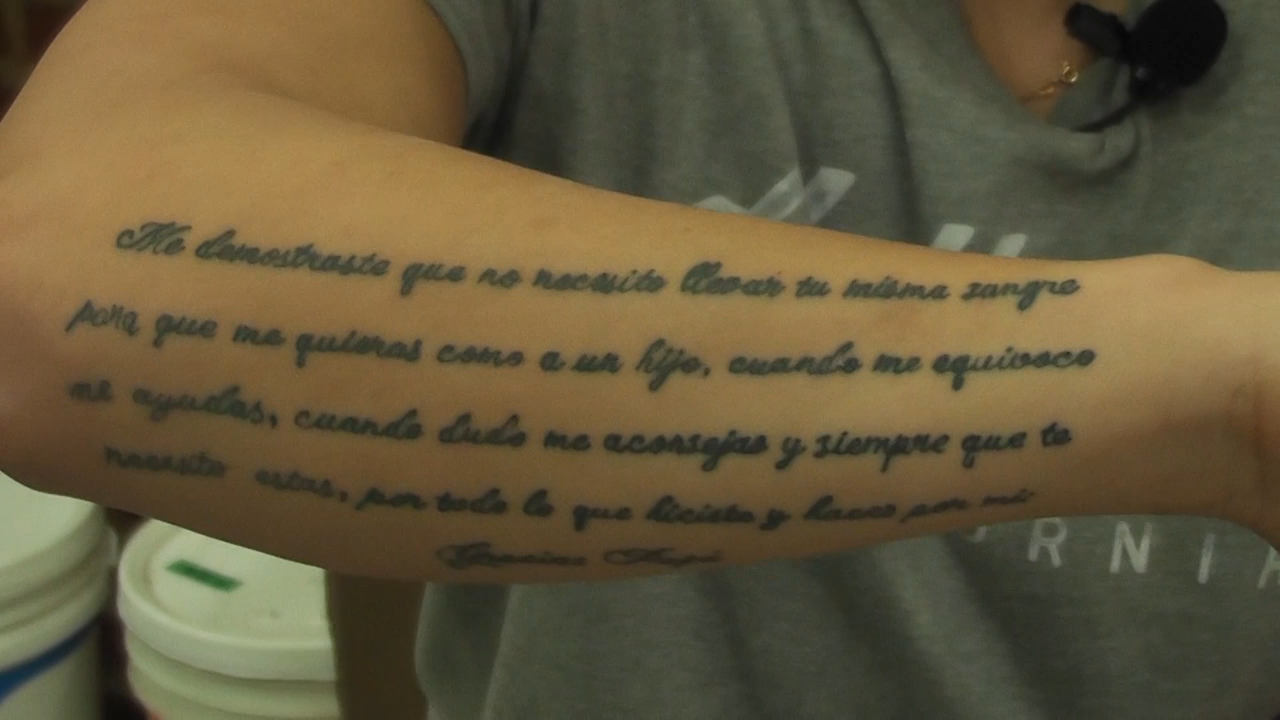 Me demostraste que no necesito llevar tu misma sangre
para que me quieras como a un hijo, cuando me equivoco
me ayudas, cuando dudo me aconsejas y siempre que te
necesito estas, por todo lo que hiciste y haces por mi
Gracias
RNI